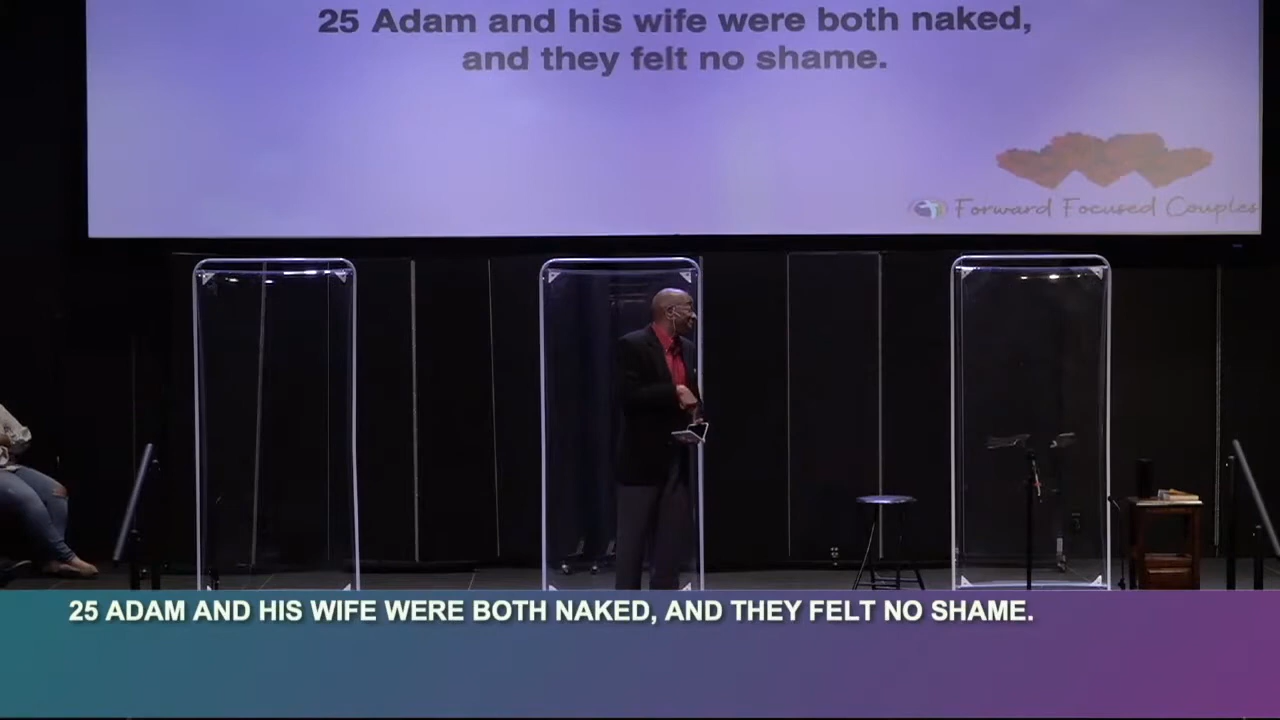 25 Adam and his wife were both naked,
and they felt no shame.
Forward Focused Couples
25 ADAM AND HIS WIFE WERE BOTH NAKED, AND THEY FELT NO SHAME.